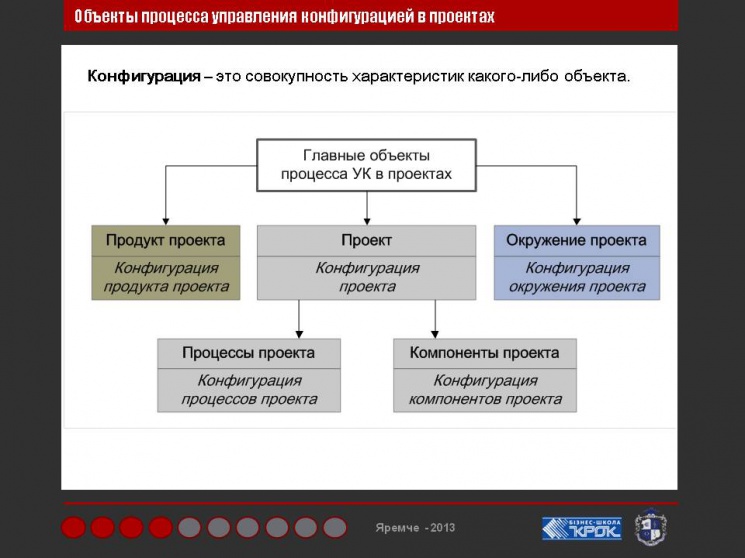 Объекты процесса управления конфигурацией в проектах
Конфигурация – это совокупность характеристик какого-либо объекта.
Главные объекты
процесса УК в проектах
Продукт проекта
Конфигурация
продукта проекта
Проект
Конфигурация
проекта
Окружение проекта
Конфигурация
окружения проекта
Процессы проекта
Конфигурация
процессов проекта
Компоненты проекта
Конфигурация
компонентов проекта
Яремче - 2013
БІЗНЕС-ШКОЛА
КРОК